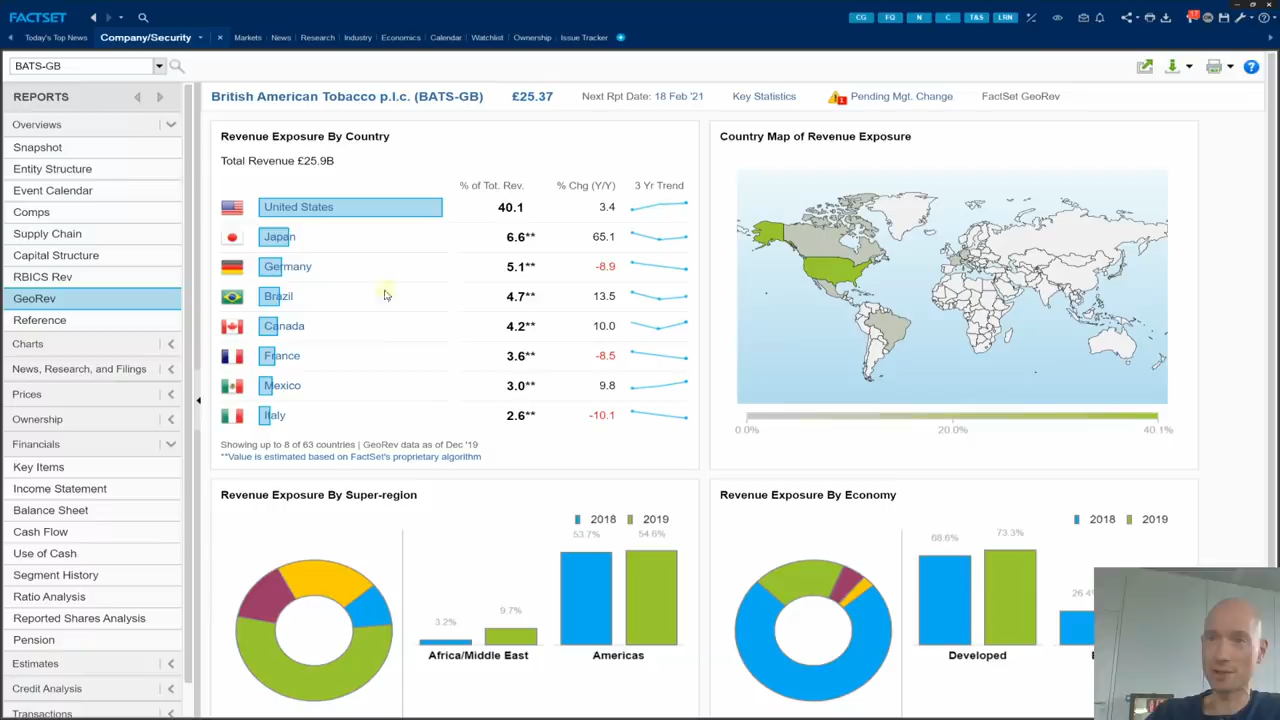 FACTSET
CG FQ N C T&S LRN 17
Today's Top News Company/Security Markets News Research Industry Economics Calendar Watchlist Ownership Issue Tracker
BATS-GB
REPORTS
Overviews
Snapshot
Entity Structure
Event Calendar
Comps
Supply Chain
Capital Structure
RBICS Rev
GeoRev
Reference
Charts
News, Research, and Filings
Prices
Ownership
Financials
Key Items
Income Statement
Balance Sheet
Cash Flow
Use of Cash
Segment History
Ratio Analysis
Reported Shares Analysis
Pension
Estimates
Credit Analysis
Transactions
British American Tobacco p.l.c. (BATS-GB) £25.37 Next Rpt Date: 18 Feb '21 Key Statistics 1 Pending Mgt. Change FactSet GeoRev
Revenue Exposure By Country
Total Revenue £25.9B
% of Tot. Rev. % Chg (Y/Y) 3 Yr Trend
United States 40.1 3.4
Japan 6.6** 65.1
Germany 5.1** -8.9
Brazil 4.7** 13.5
Canada 4.2** 10.0
France 3.6** -8.5
Mexico 3.0** 9.8
Italy 2.6** -10.1
Showing up to 8 of 63 countries | GeoRev data as of Dec '19
**Value is estimated based on FactSet's proprietary algorithm
Country Map of Revenue Exposure
0.0% 20.0% 40.1%
Revenue Exposure By Super-region
2018 2019
53.7% 54.6%
3.2% 9.7%
Africa/Middle East Americas
Revenue Exposure By Economy
2018 2019
68.6% 73.3%
26.4
Developed